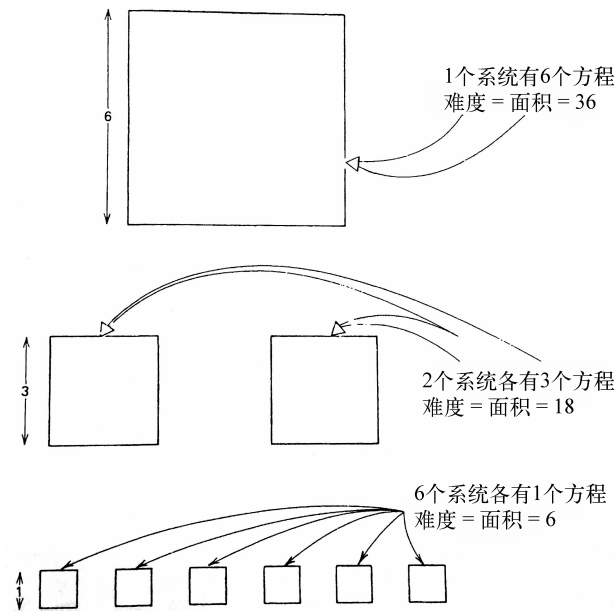 1个系统有6个方程
难度 = 面积 = 36
6
3
2个系统各有3个方程
难度 = 面积 = 18
6个系统各有1个方程
难度 = 面积 = 6
1